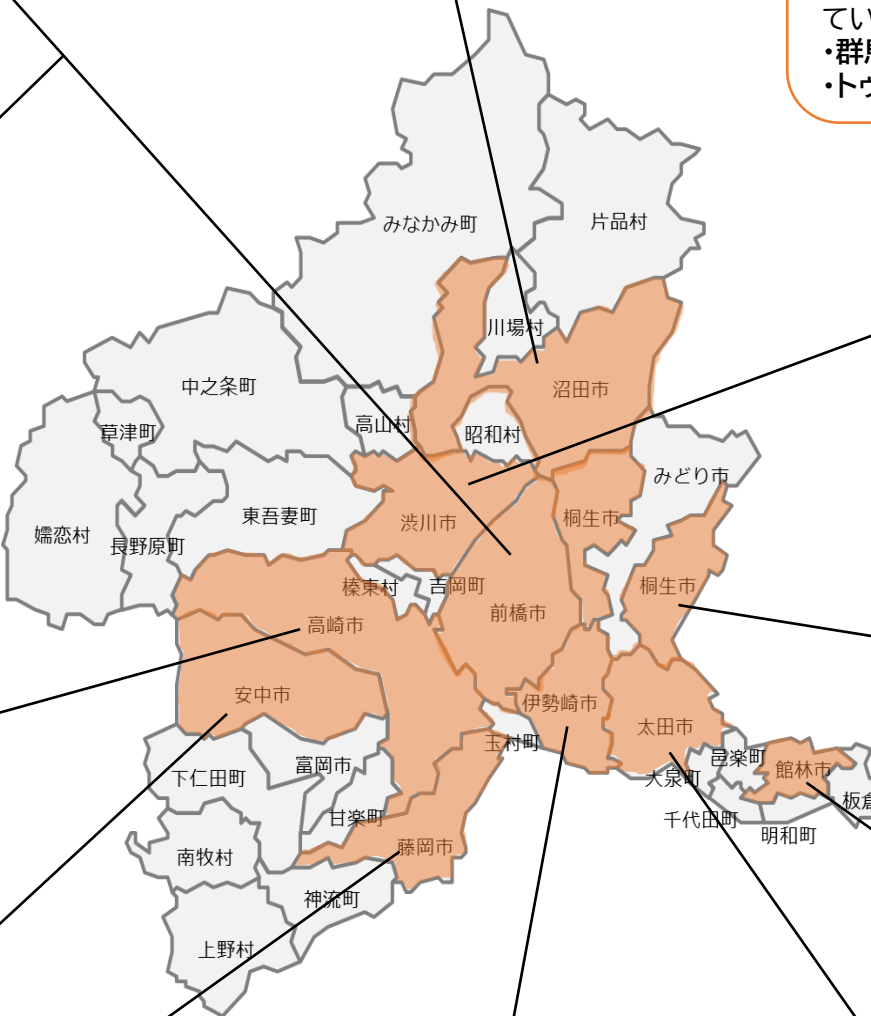 てい
・群馬
・トゥ
みなかみ町
片品村
川場村
中之条町
沼田市
草津町
高山村
昭和村
みどり市
東吾妻町
渋川市
桐生市
嬬恋村
長野原町
榛東村
吉岡町
桐生市
前橋市
高崎市
安中市
伊勢崎市
太田市
玉村町
富岡市
邑楽町
下仁田町
大泉町
館林市
板倉
甘楽町
千代田町
明和町
藤岡市
南牧村
神流町
上野村